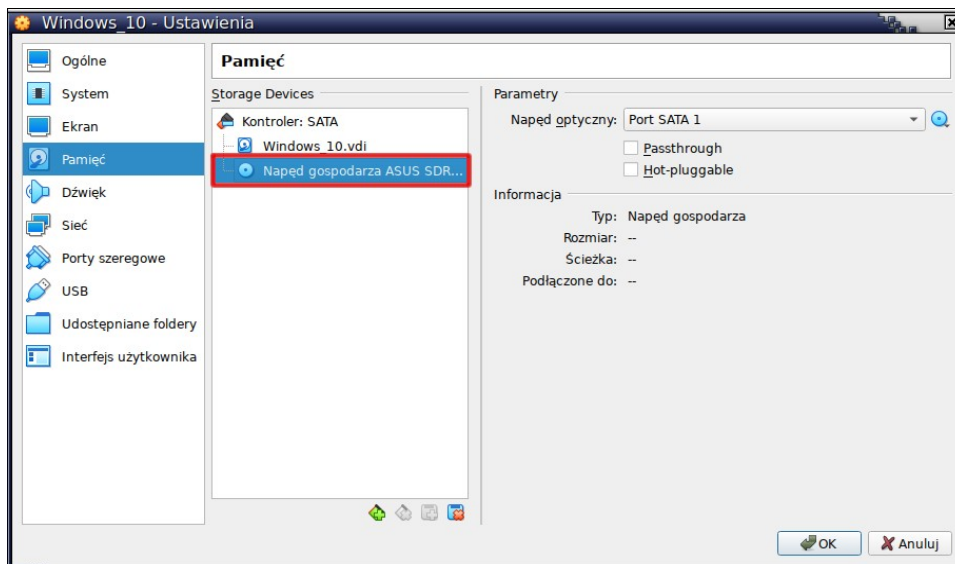 Windows_10 - Ustawienia
Ogólne
System
Ekran
Pamięć
Dźwięk
Sieć
Porty szeregowe
USB
Udostępniane foldery
Interfejs użytkownika
Pamięć
Storage Devices
Kontroler: SATA
Windows_10.vdi
Napęd gospodarza ASUS SDR...
Parametry
Napęd optyczny: Port SATA 1
Passthrough
Hot-pluggable
Informacja
Typ: Napęd gospodarza
Rozmiar: --
Ścieżka: --
Podłączone do: --
OK Anuluj